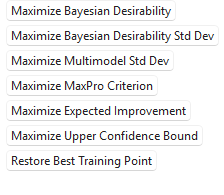 Maximize Bayesian Desirability
Maximize Bayesian Desirability Std Dev
Maximize Multimodel Std Dev
Maximize MaxPro Criterion
Maximize Expected Improvement
Maximize Upper Confidence Bound
Restore Best Training Point